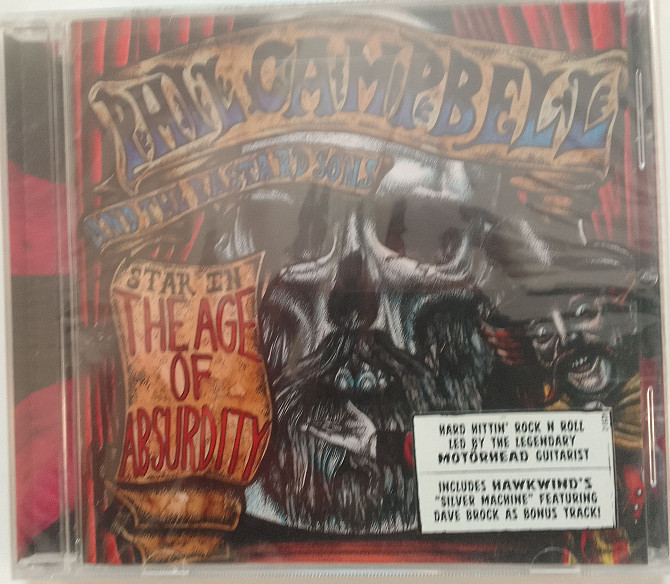 PHIL CAMPBELL
AND THE BASTARD SONS
STAR IN
THE AGE
OF
ABSURDITY
HARD HITTIN' ROCK N ROLL
LED BY THE LEGENDARY
MOTÖRHEAD GUITARIST
INCLUDES HAWKWIND'S
"SILVER MACHINE" FEATURING
DAVE BROCK AS BONUS TRACK!